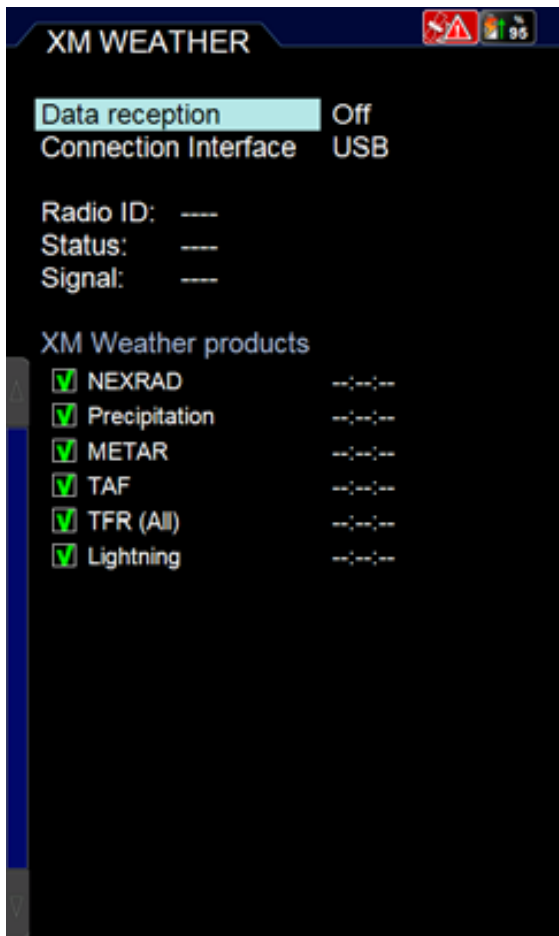 XM WEATHER
%
95
Data reception Off
Connection Interface USB
Radio ID: ----
Status: ----
Signal: ----
XM Weather products
NEXRAD --:--:--
Precipitation --:--:--
METAR --:--:--
TAF --:--:--
TFR (All) --:--:--
Lightning --:--:--